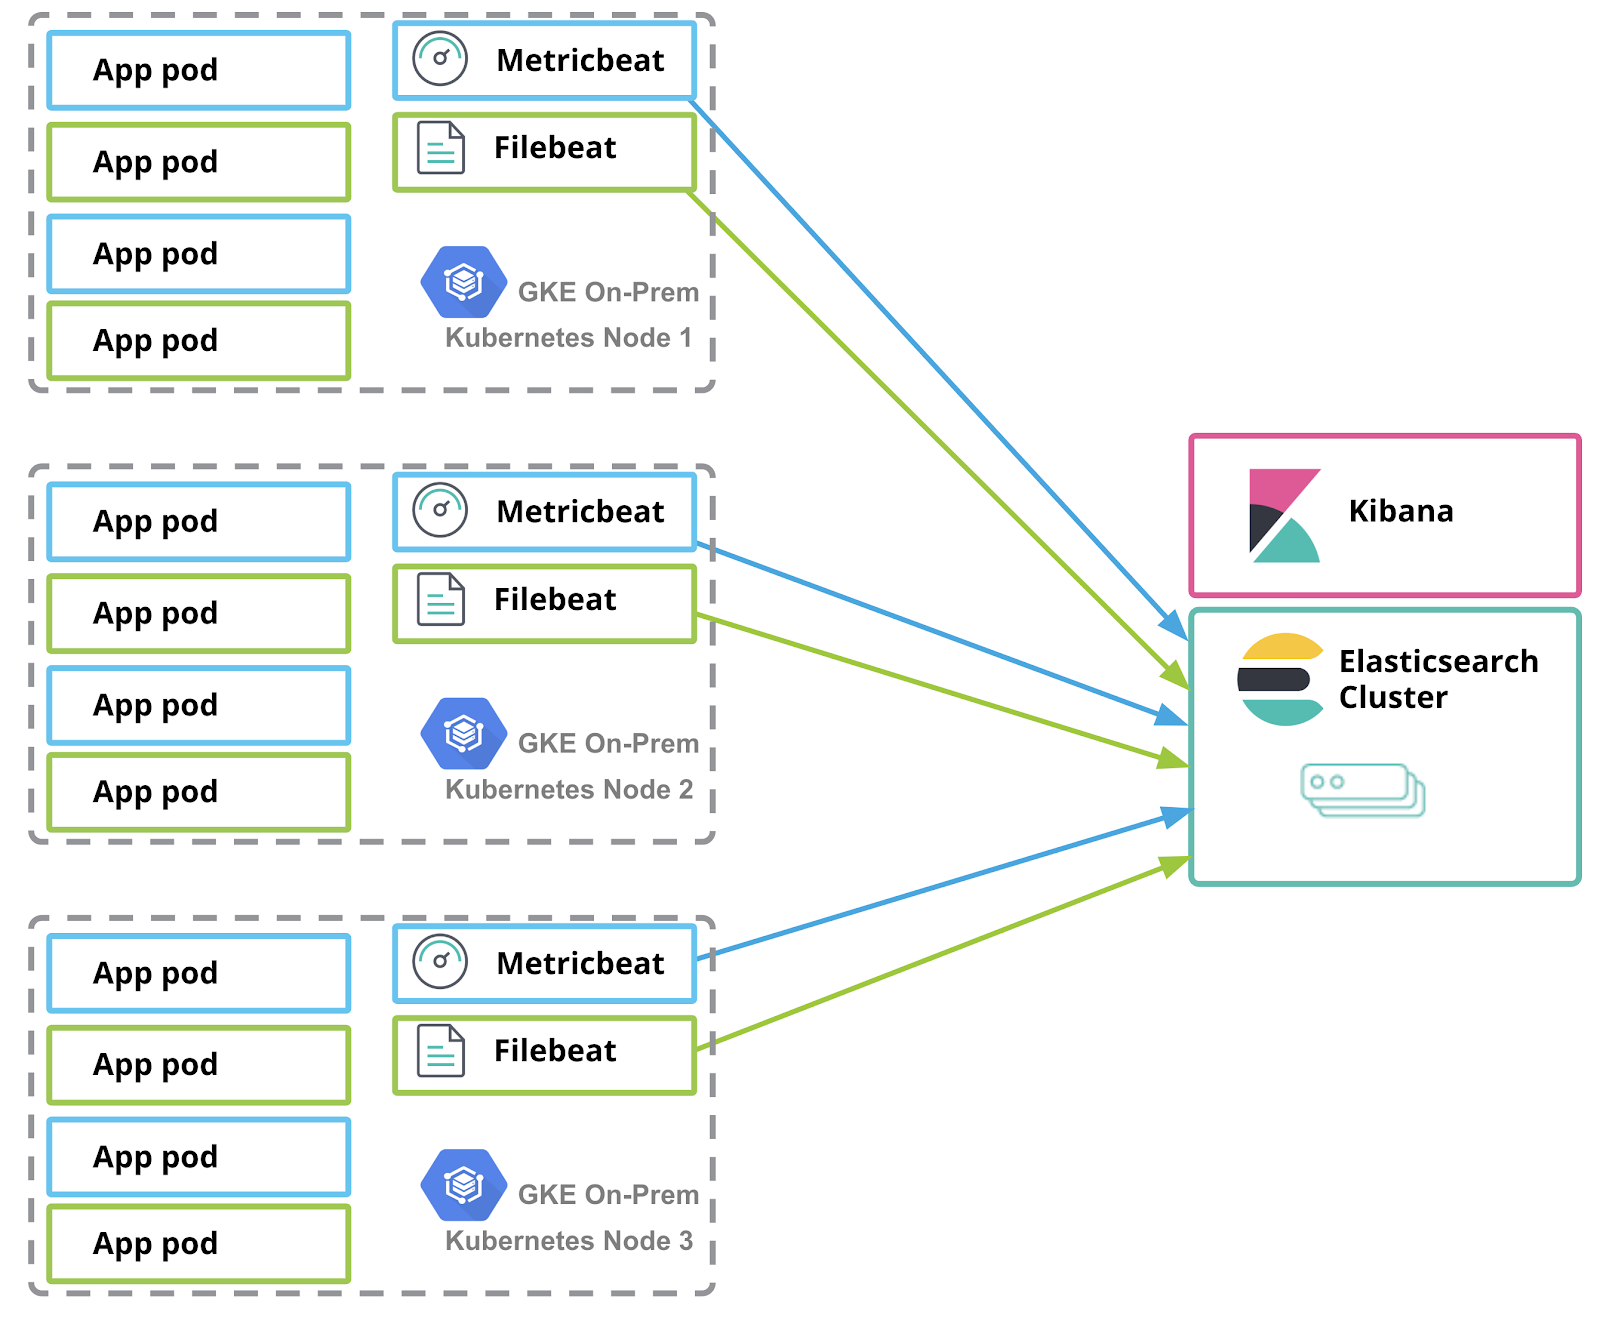 App pod
App pod
App pod
App pod
Metricbeat
Filebeat
GKE On-Prem
Kubernetes Node 1
App pod
App pod
App pod
App pod
Metricbeat
Filebeat
GKE On-Prem
Kubernetes Node 2
App pod
App pod
App pod
App pod
Metricbeat
Filebeat
GKE On-Prem
Kubernetes Node 3
Kibana
Elasticsearch
Cluster